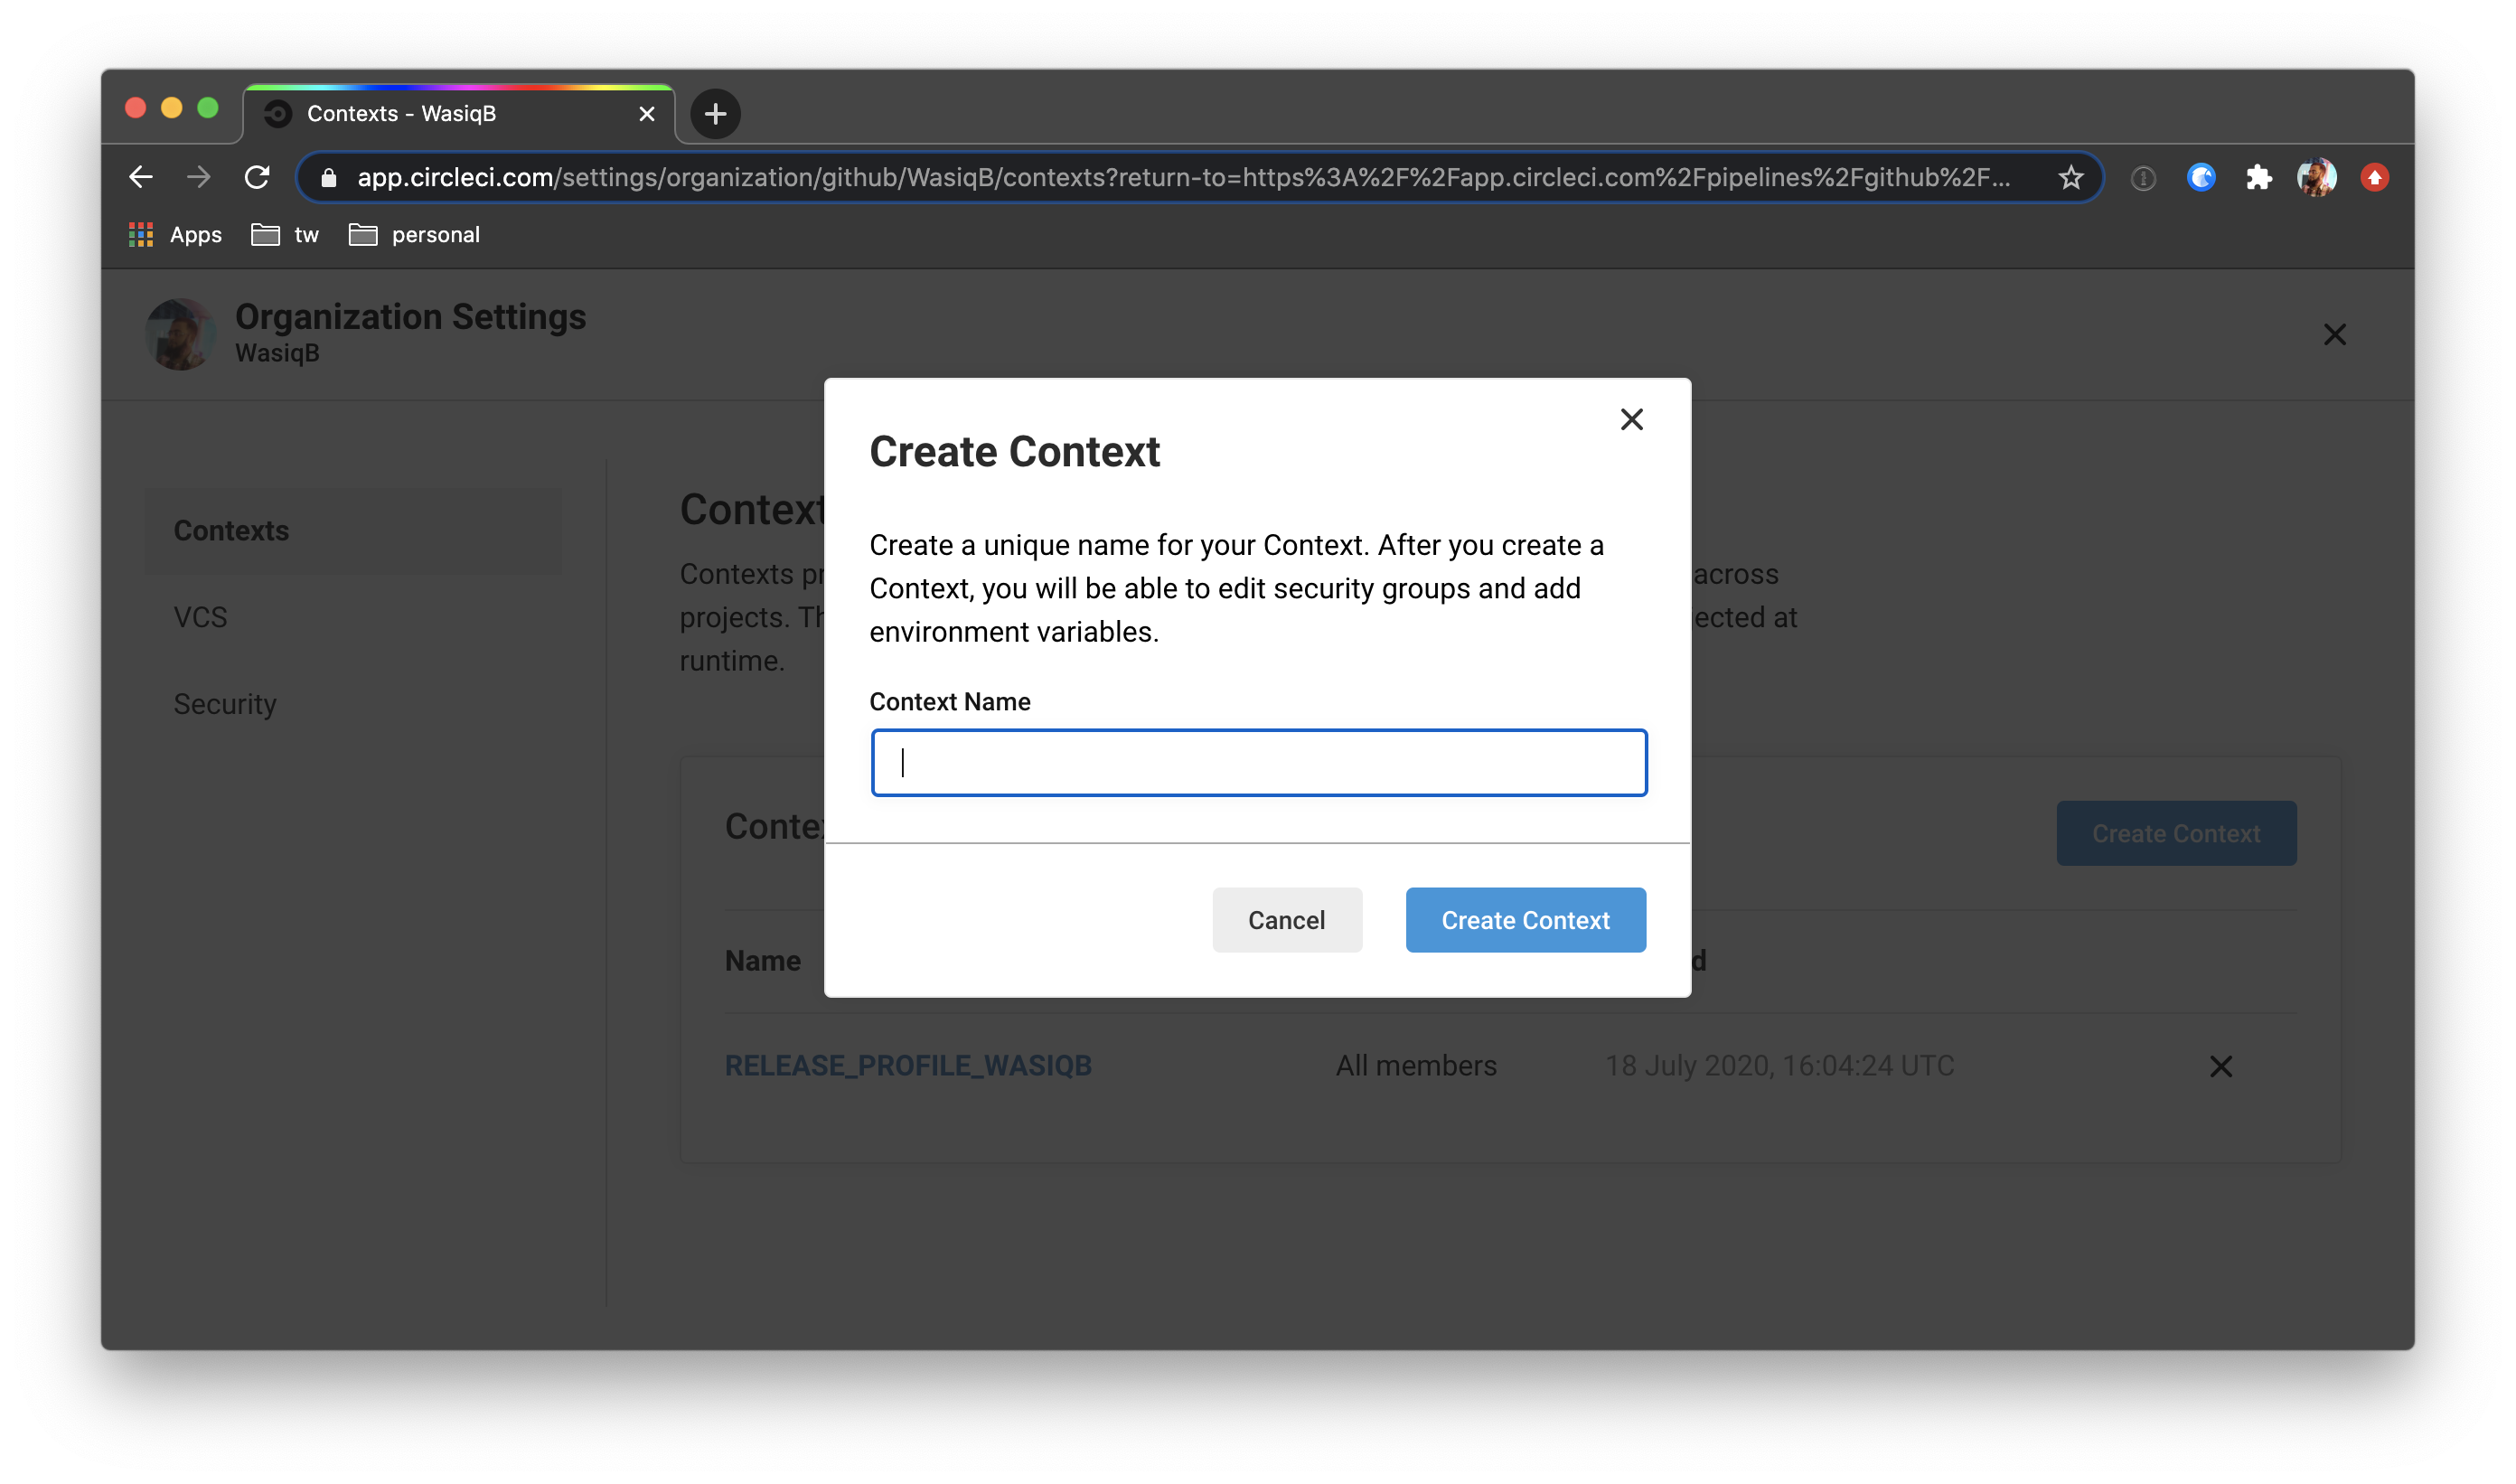 Contexts - WasiqB
app.circleci.com/settings/organization/github/WasiqB/contexts?return-to=https%3A%2F%2Fapp.circleci.com%2Fpipelines%2Fgithub%2F...
Apps tw personal
Organization Settings
WasiqB
Contexts
VCS
Security
Context
Contexts
across
projects.
ected at
runtime.
Create Context
Name
d
RELEASE_PROFILE_WASIQB All members 18 July 2020, 16:04:24 UTC
Create Context
Create a unique name for your Context. After you create a
Context, you will be able to edit security groups and add
environment variables.
Context Name
Cancel Create Context